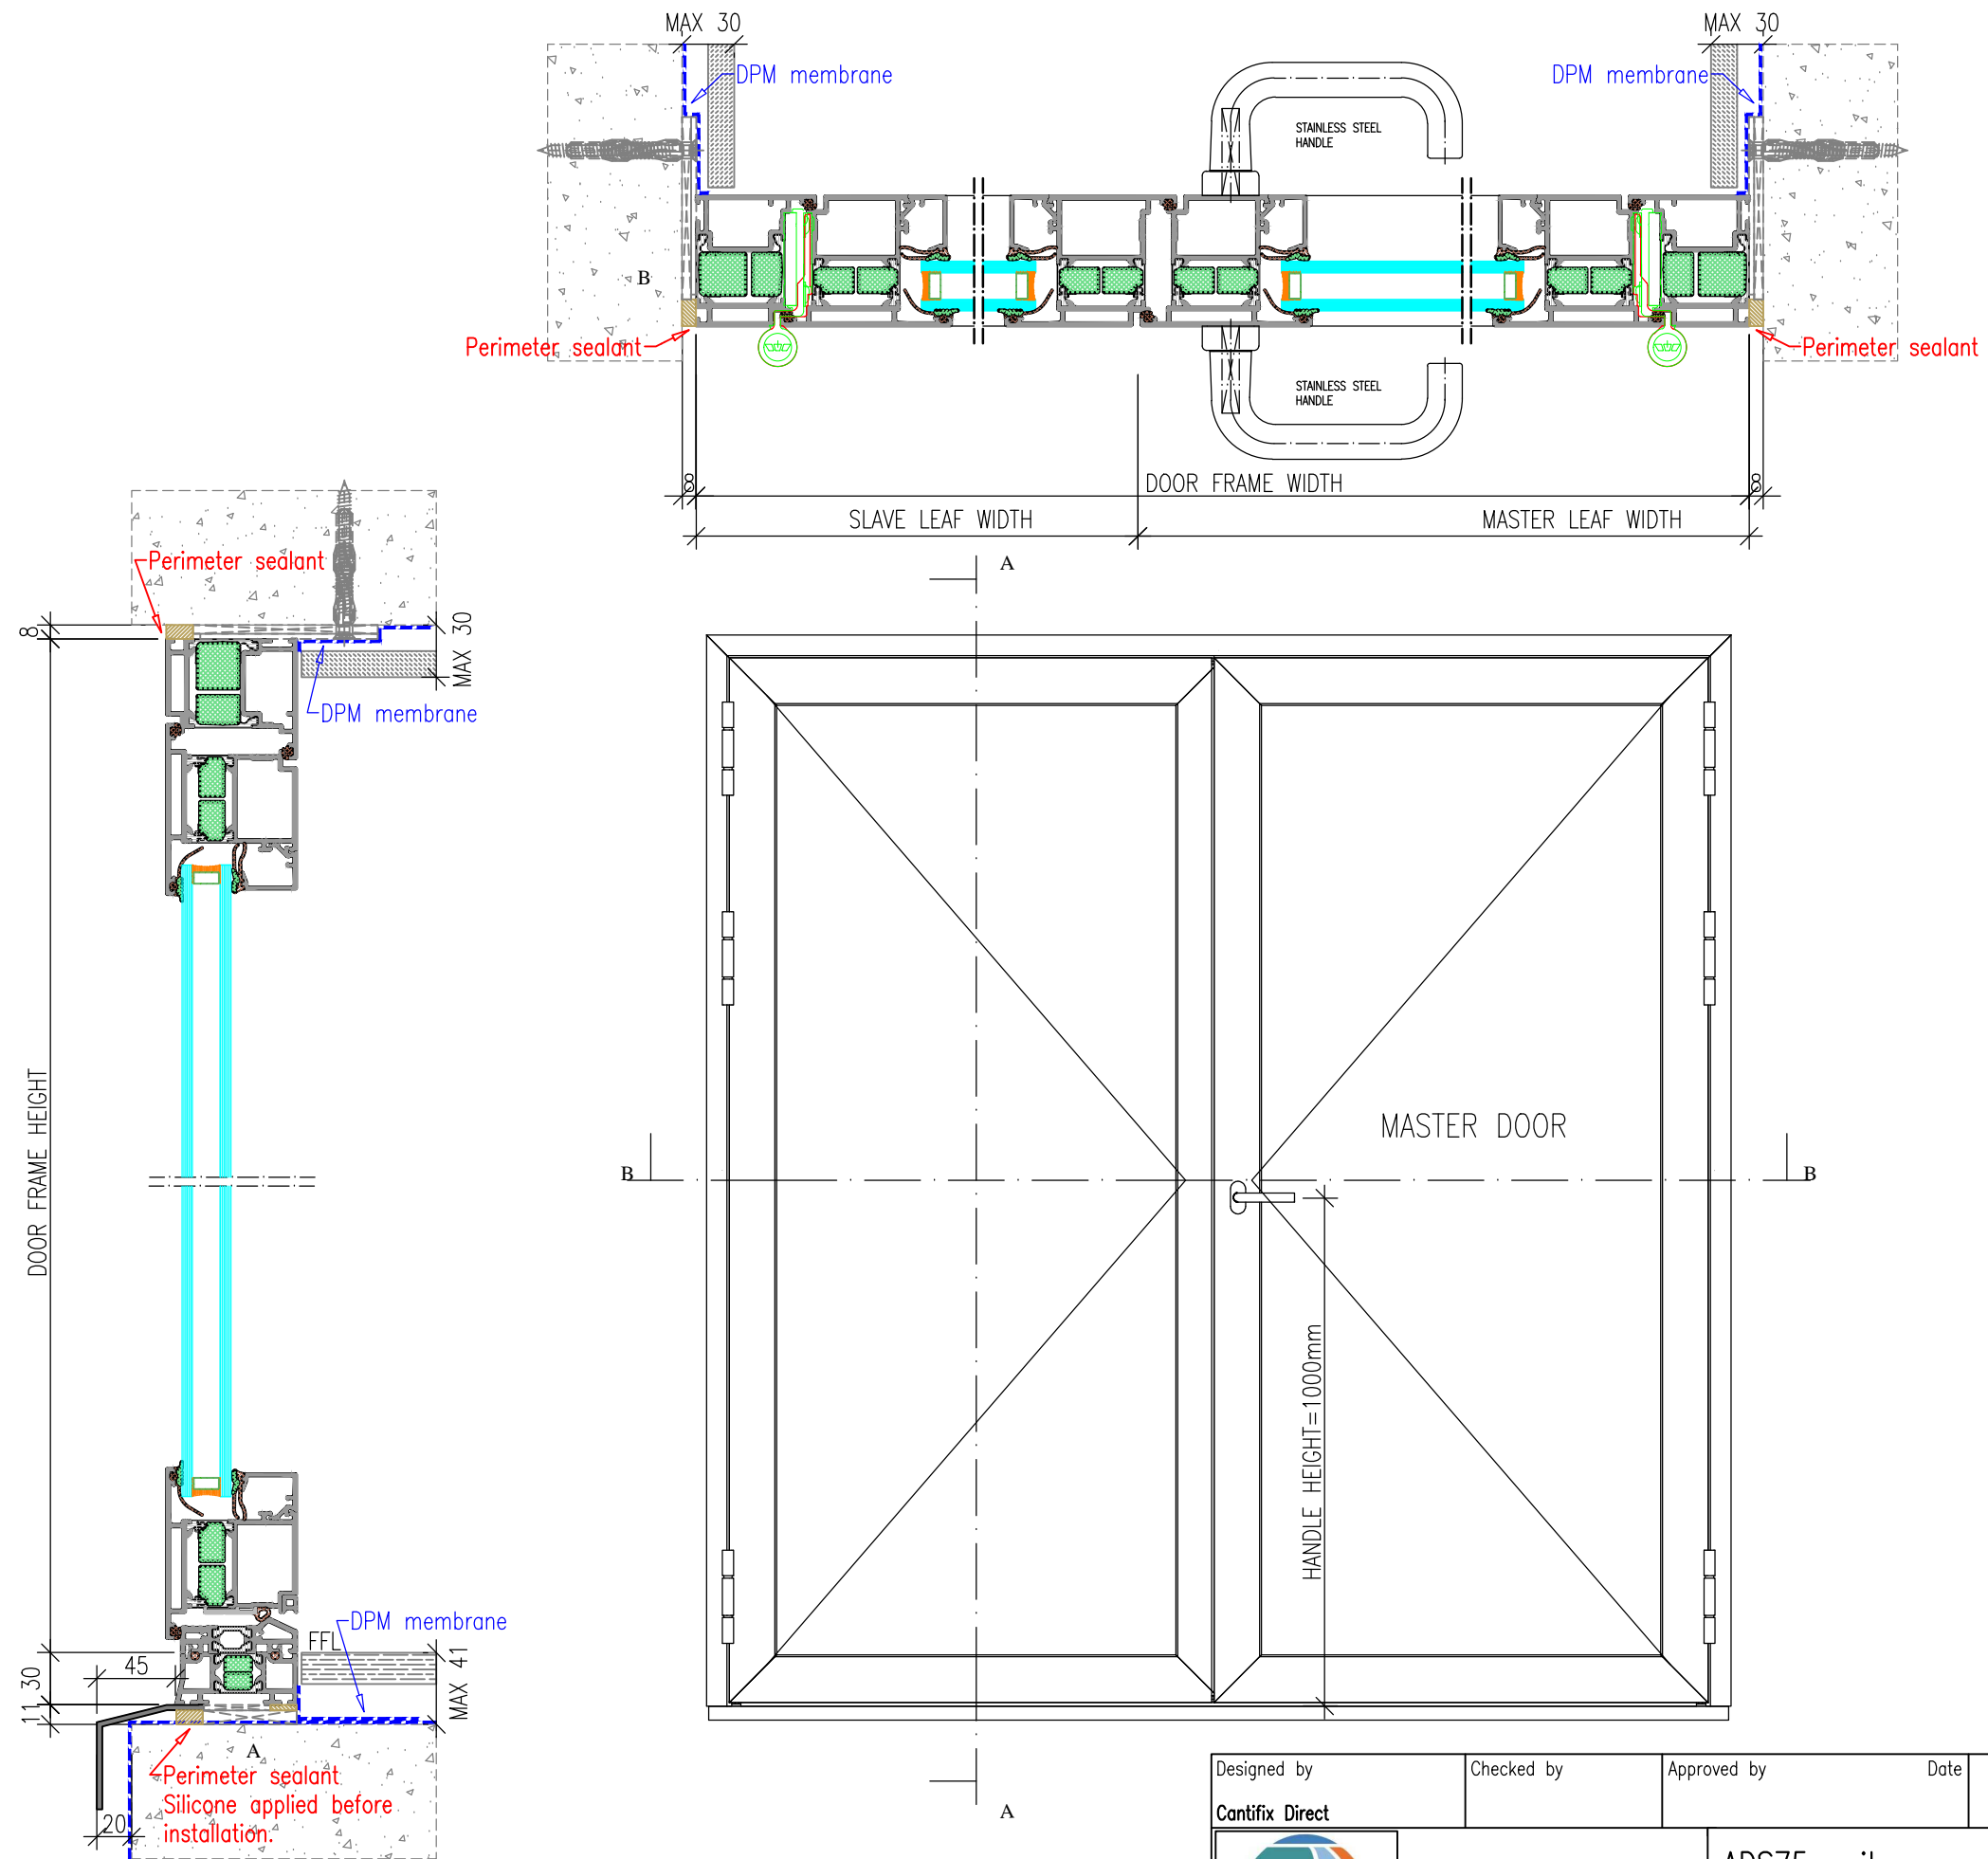 MAX 30
MAX 30
DPM membrane
DPM membrane
STAINLESS STEEL
HANDLE
B
Perimeter sealant
Perimeter sealant
STAINLESS STEEL
HANDLE
8
DOOR FRAME WIDTH
8
SLAVE LEAF WIDTH
MASTER LEAF WIDTH
A
Perimeter sealant
8
MAX 30
DPM membrane
DOOR FRAME HEIGHT
MASTER DOOR
B
B
HANDLE HEIGHT=1000mm
DPM membrane
FFL
45
30
11
MAX 41
A
Perimeter sealant
Silicone applied before
installation.
20
A
Designed by
Checked by
Approved by
Date
Cantifix Direct